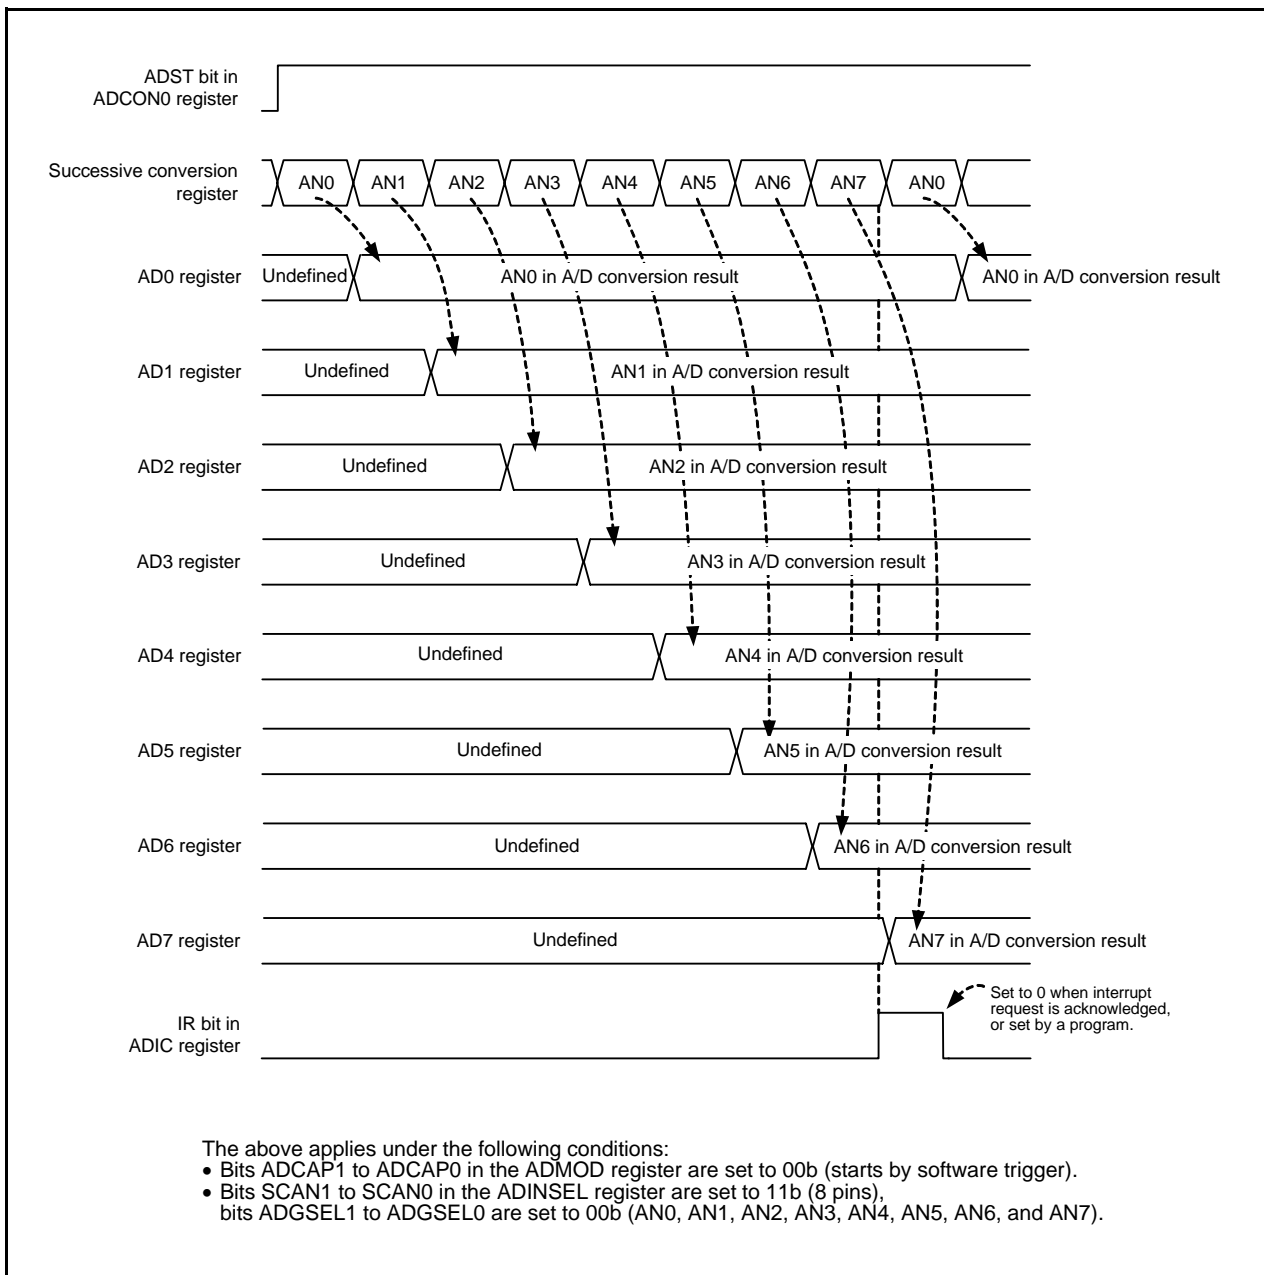 ADST bit in
ADCON0 register
Successive conversion
register
AN0 AN1 AN2 AN3 AN4 AN5 AN6 AN7 AN0
AD0 register
Undefined AN0 in A/D conversion result AN0 in A/D conversion result
AD1 register
Undefined AN1 in A/D conversion result
AD2 register
Undefined AN2 in A/D conversion result
AD3 register
Undefined AN3 in A/D conversion result
AD4 register
Undefined AN4 in A/D conversion result
AD5 register
Undefined AN5 in A/D conversion result
AD6 register
Undefined AN6 in A/D conversion result
AD7 register
Undefined AN7 in A/D conversion result
IR bit in
ADIC register
Set to 0 when interrupt
request is acknowledged,
or set by a program.
The above applies under the following conditions:
• Bits ADCAP1 to ADCAP0 in the ADMOD register are set to 00b (starts by software trigger).
• Bits SCAN1 to SCAN0 in the ADINSEL register are set to 11b (8 pins),
bits ADGSEL1 to ADGSEL0 are set to 00b (AN0, AN1, AN2, AN3, AN4, AN5, AN6, and AN7).